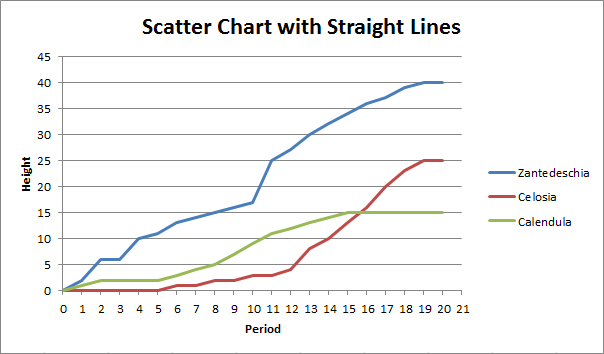 Scatter Chart with Straight Lines
45
40
35
30
25
20
15
10
5
0
Height
0 1 2 3 4 5 6 7 8 9 10 11 12 13 14 15 16 17 18 19 20 21
Period
Zantedeschia
Celosia
Calendula